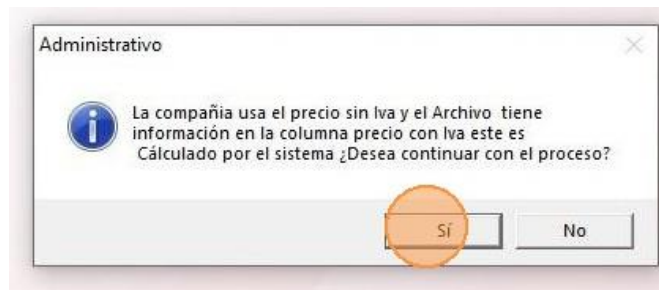 Administrativo
La compañia usa el precio sin Iva y el Archivo tiene
información en la columna precio con Iva este es
Cálculado por el sistema ¿Desea continuar con el proceso?
Sí
No